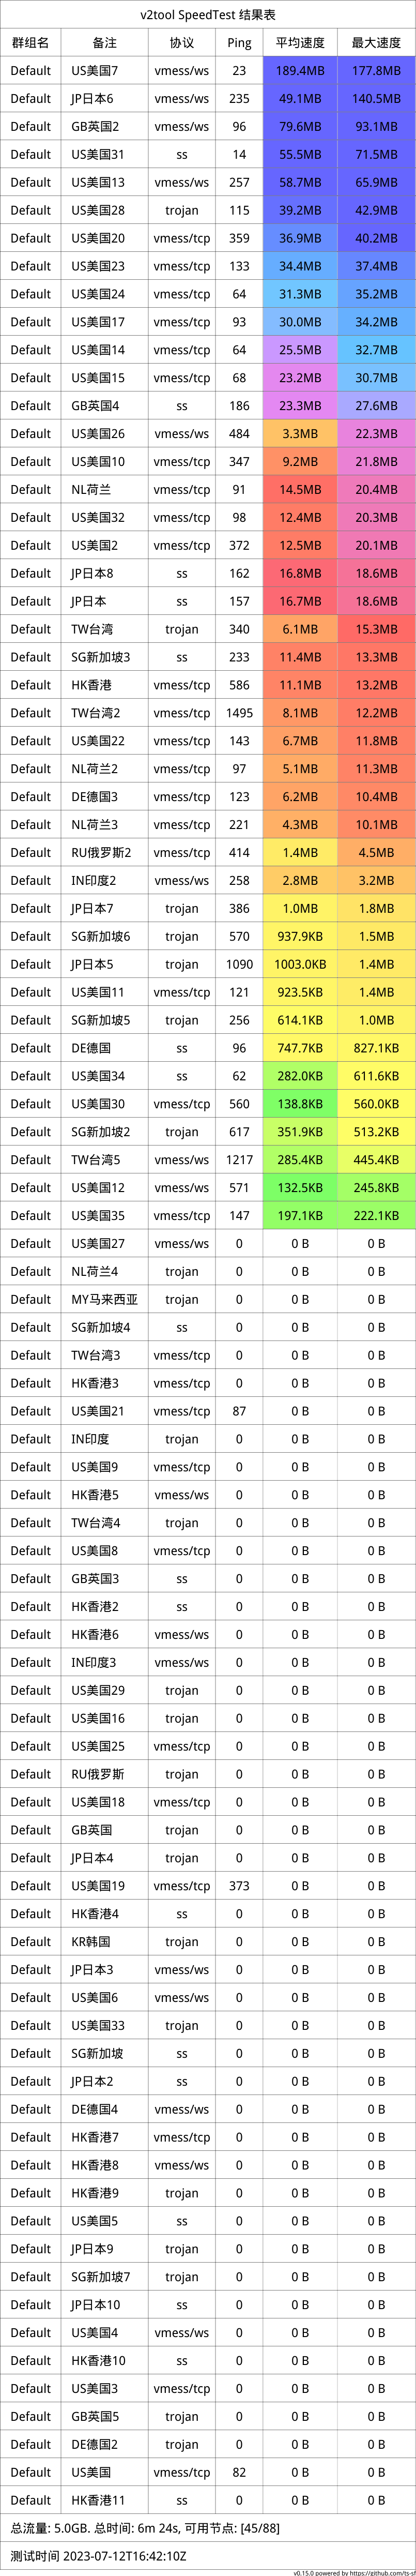 v2tool SpeedTest 结果表
群组名 备注 协议 Ping 平均速度 最大速度
Default US美国7 vmess/ws 23 189.4MB 177.8MB
Default JP日本6 vmess/ws 235 49.1MB 140.5MB
Default GB英国2 vmess/ws 96 79.6MB 93.1MB
Default US美国31 ss 14 55.5MB 71.5MB
Default US美国13 vmess/ws 257 58.7MB 65.9MB
Default US美国28 trojan 115 39.2MB 42.9MB
Default US美国20 vmess/tcp 359 36.9MB 40.2MB
Default US美国23 vmess/tcp 133 34.4MB 37.4MB
Default US美国24 vmess/tcp 64 31.3MB 35.2MB
Default US美国17 vmess/tcp 93 30.0MB 34.2MB
Default US美国14 vmess/tcp 64 25.5MB 32.7MB
Default US美国15 vmess/tcp 68 23.2MB 30.7MB
Default GB英国4 ss 186 23.3MB 27.6MB
Default US美国26 vmess/ws 484 3.3MB 22.3MB
Default US美国10 vmess/tcp 347 9.2MB 21.8MB
Default NL荷兰 vmess/tcp 91 14.5MB 20.4MB
Default US美国32 vmess/tcp 98 12.4MB 20.3MB
Default US美国2 vmess/tcp 372 12.5MB 20.1MB
Default JP日本8 ss 162 16.8MB 18.6MB
Default JP日本 ss 157 16.7MB 18.6MB
Default TW台湾 trojan 340 6.1MB 15.3MB
Default SG新加坡3 ss 233 11.4MB 13.3MB
Default HK香港 vmess/tcp 586 11.1MB 13.2MB
Default TW台湾2 vmess/tcp 1495 8.1MB 12.2MB
Default US美国22 vmess/tcp 143 6.7MB 11.8MB
Default NL荷兰2 vmess/tcp 97 5.1MB 11.3MB
Default DE德国3 vmess/tcp 123 6.2MB 10.4MB
Default NL荷兰3 vmess/tcp 221 4.3MB 10.1MB
Default RU俄罗斯2 vmess/tcp 414 1.4MB 4.5MB
Default IN印度2 vmess/ws 258 2.8MB 3.2MB
Default JP日本7 trojan 386 1.0MB 1.8MB
Default SG新加坡6 trojan 570 937.9KB 1.5MB
Default JP日本5 trojan 1090 1003.0KB 1.4MB
Default US美国11 vmess/tcp 121 923.5KB 1.4MB
Default SG新加坡5 trojan 256 614.1KB 1.0MB
Default DE德国 ss 96 747.7KB 827.1KB
Default US美国34 ss 62 282.0KB 611.6KB
Default US美国30 vmess/tcp 560 138.8KB 560.0KB
Default SG新加坡2 trojan 617 351.9KB 513.2KB
Default TW台湾5 vmess/ws 1217 285.4KB 445.4KB
Default US美国12 vmess/ws 571 132.5KB 245.8KB
Default US美国35 vmess/tcp 147 197.1KB 222.1KB
Default US美国27 vmess/ws 0 0 B 0 B
Default NL荷兰4 trojan 0 0 B 0 B
Default MY马来西亚 trojan 0 0 B 0 B
Default SG新加坡4 ss 0 0 B 0 B
Default TW台湾3 vmess/tcp 0 0 B 0 B
Default HK香港3 vmess/tcp 0 0 B 0 B
Default US美国21 vmess/tcp 87 0 B 0 B
Default IN印度 trojan 0 0 B 0 B
Default US美国9 vmess/tcp 0 0 B 0 B
Default HK香港5 vmess/ws 0 0 B 0 B
Default TW台湾4 trojan 0 0 B 0 B
Default US美国8 vmess/tcp 0 0 B 0 B
Default GB英国3 ss 0 0 B 0 B
Default HK香港2 ss 0 0 B 0 B
Default HK香港6 vmess/ws 0 0 B 0 B
Default IN印度3 vmess/ws 0 0 B 0 B
Default US美国29 trojan 0 0 B 0 B
Default US美国16 trojan 0 0 B 0 B
Default US美国25 vmess/tcp 0 0 B 0 B
Default RU俄罗斯 trojan 0 0 B 0 B
Default US美国18 vmess/tcp 0 0 B 0 B
Default GB英国 trojan 0 0 B 0 B
Default JP日本4 trojan 0 0 B 0 B
Default US美国19 vmess/tcp 373 0 B 0 B
Default HK香港4 ss 0 0 B 0 B
Default KR韩国 trojan 0 0 B 0 B
Default JP日本3 vmess/ws 0 0 B 0 B
Default US美国6 vmess/ws 0 0 B 0 B
Default US美国33 trojan 0 0 B 0 B
Default SG新加坡 ss 0 0 B 0 B
Default JP日本2 ss 0 0 B 0 B
Default DE德国4 vmess/ws 0 0 B 0 B
Default HK香港7 vmess/tcp 0 0 B 0 B
Default HK香港8 vmess/ws 0 0 B 0 B
Default HK香港9 trojan 0 0 B 0 B
Default US美国5 ss 0 0 B 0 B
Default JP日本9 trojan 0 0 B 0 B
Default SG新加坡7 trojan 0 0 B 0 B
Default JP日本10 ss 0 0 B 0 B
Default US美国4 vmess/ws 0 0 B 0 B
Default HK香港10 ss 0 0 B 0 B
Default US美国3 vmess/tcp 0 0 B 0 B
Default GB英国5 trojan 0 0 B 0 B
Default DE德国2 trojan 0 0 B 0 B
Default US美国 vmess/tcp 82 0 B 0 B
Default HK香港11 ss 0 0 B 0 B
总流量: 5.0GB. 总时间: 6m 24s, 可用节点: [45/88]
测试时间 2023-07-12T16:42:10Z
v0.15.0 powered by https://github.com/ts-sf